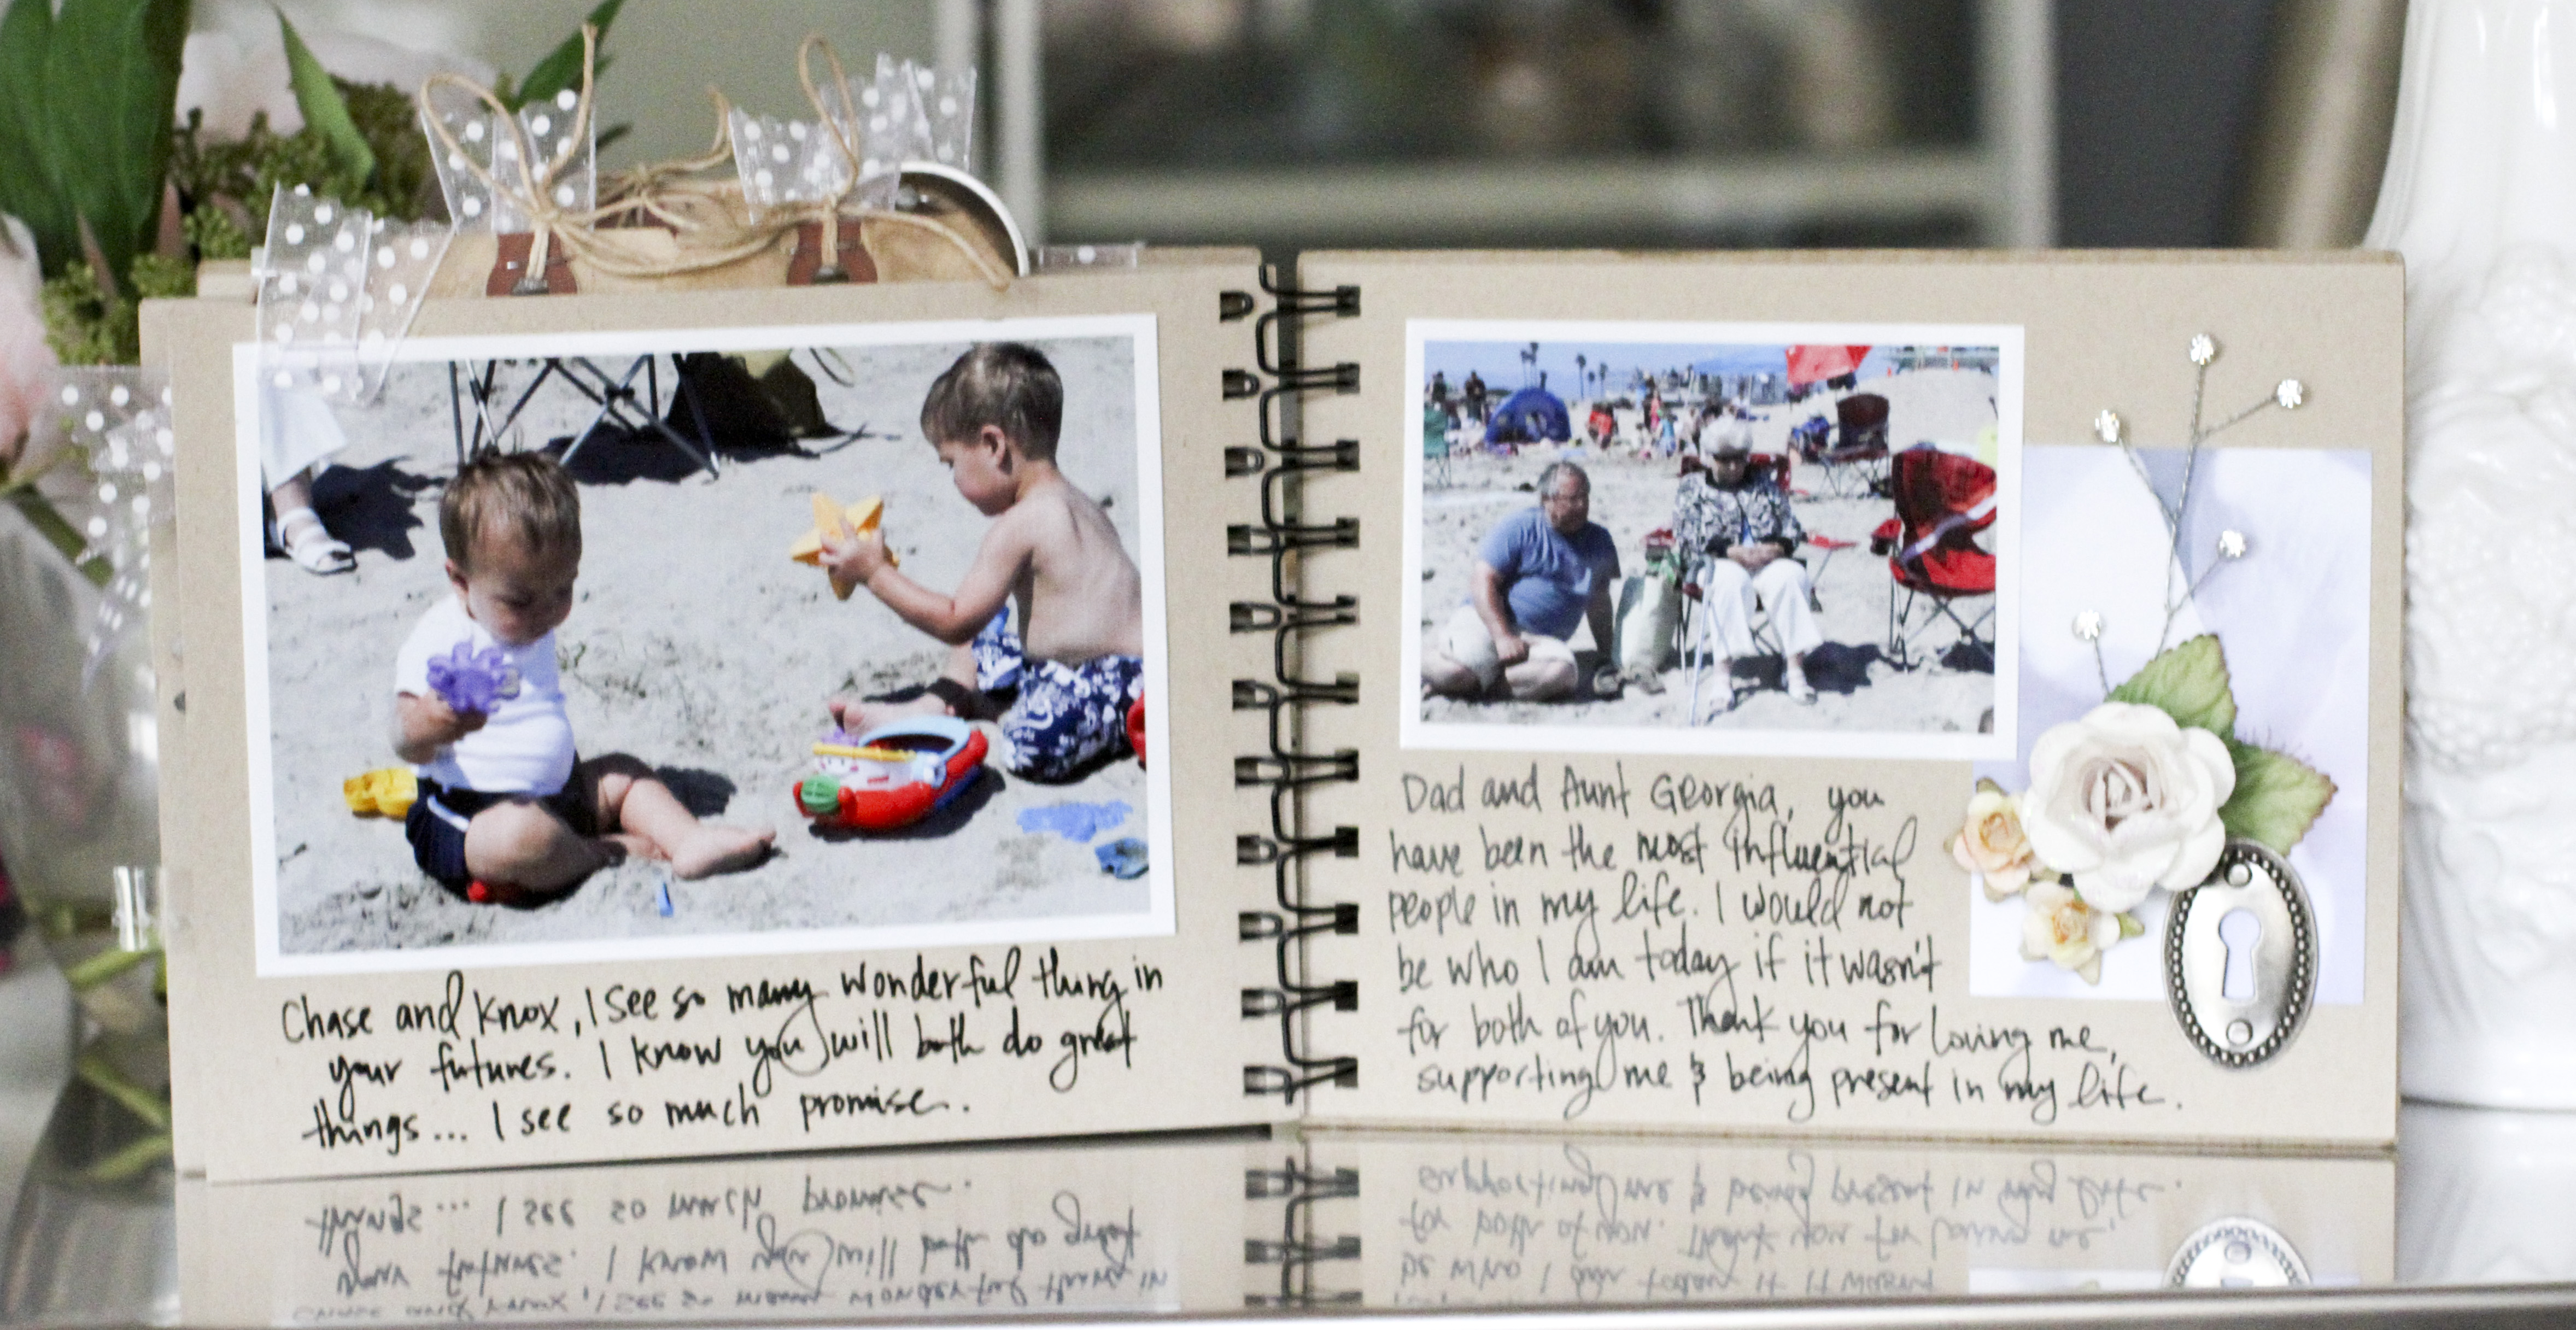 Chase and Knox, I see so many wonderful thing in
your futures. I know you will both do great
things... I see so much promise.
Dad and Aunt Georgia, you
have been the most influential
people in my life. I would not
be who I am today if it wasn't
for both of you. Thank you for loving me,
supporting me & being present in my life.